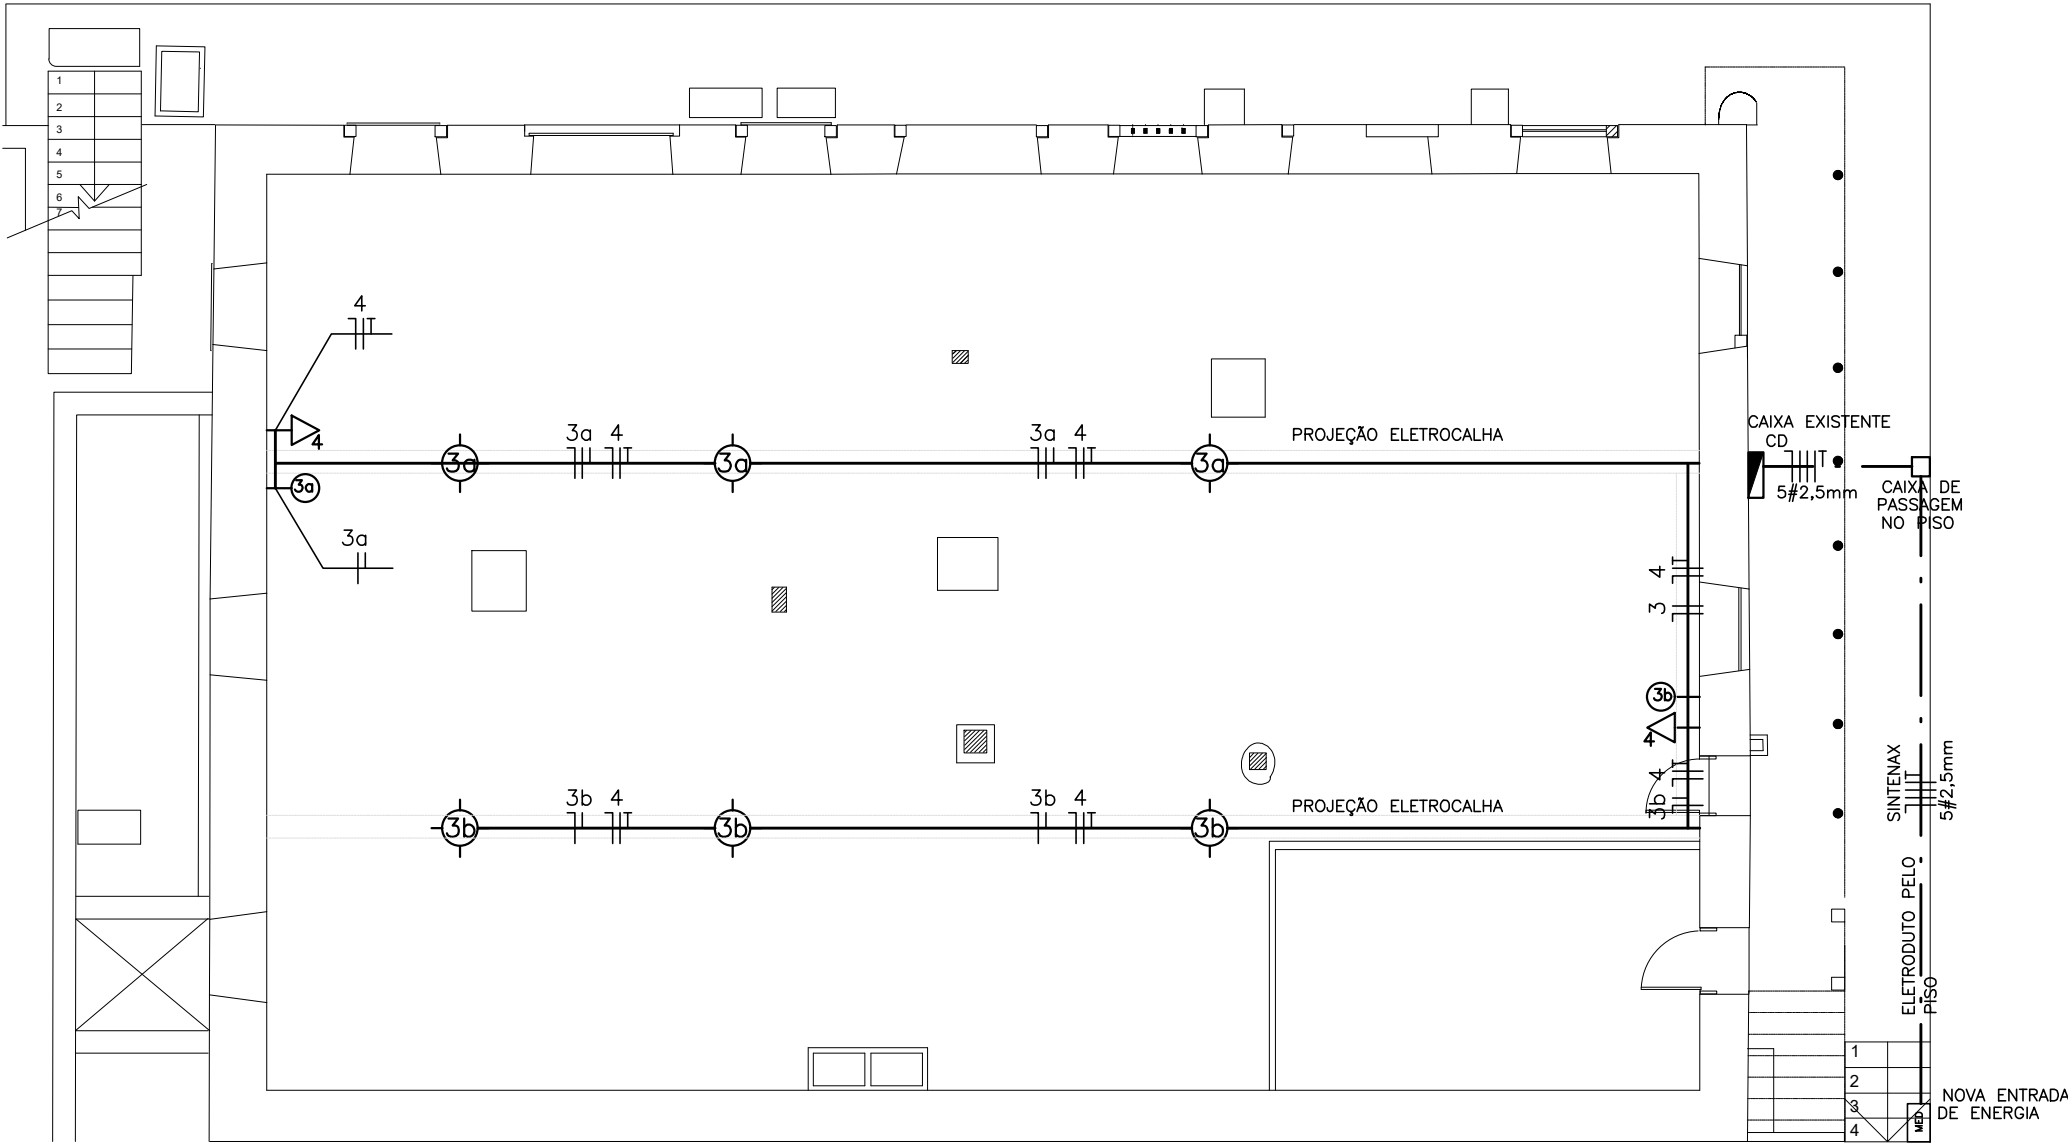 1
2
3
4
5
6
7
4
T
4
3a
3a
3a 4
T
3a
3a 4
T
3a
PROJEÇÃO ELETROCALHA
3a
CAIXA EXISTENTE
CD
T
5#2,5mm
CAIXA DE
PASSAGEM
NO PISO
T
4
3
3b
4
T
4
3b
3b
3b 4
T
3b
3b 4
T
3b
PROJEÇÃO ELETROCALHA
SINTENAX
T
5#2,5mm
ELETRODUTO PELO
PISO
1
2
3
4
MED
NOVA ENTRADA
DE ENERGIA